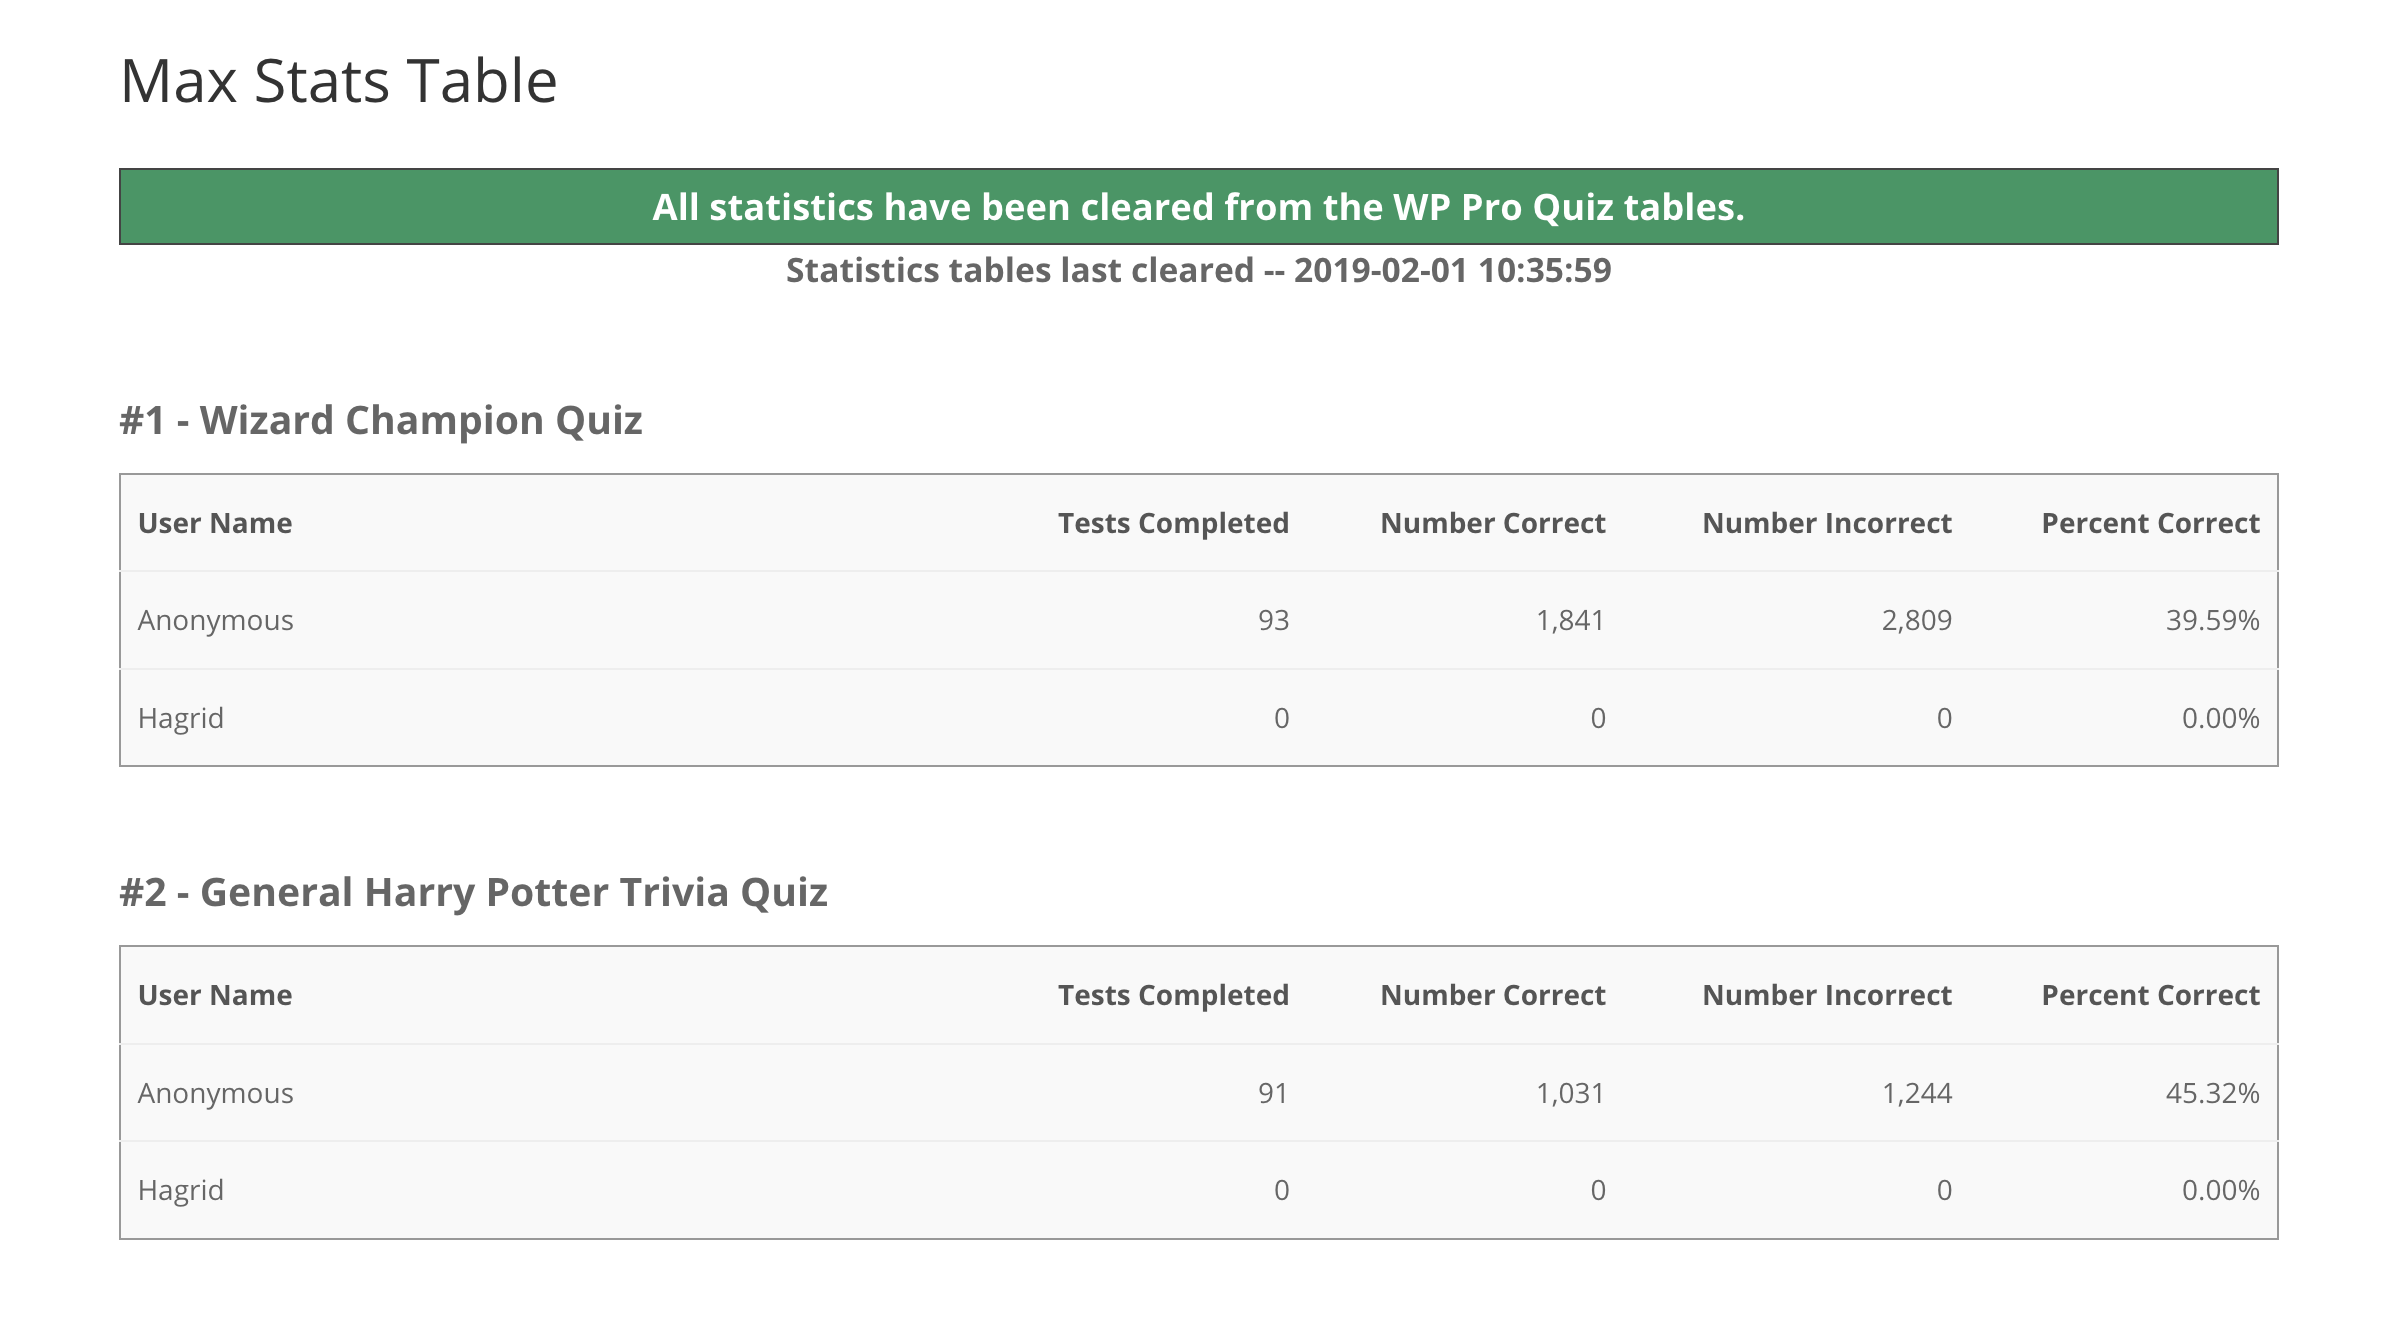 Max Stats Table
All statistics have been cleared from the WP Pro Quiz tables.
Statistics tables last cleared -- 2019-02-01 10:35:59
#1 - Wizard Champion Quiz
User Name Tests Completed Number Correct Number Incorrect Percent Correct
Anonymous 93 1,841 2,809 39.59%
Hagrid 0 0 0 0.00%
#2 - General Harry Potter Trivia Quiz
User Name Tests Completed Number Correct Number Incorrect Percent Correct
Anonymous 91 1,031 1,244 45.32%
Hagrid 0 0 0 0.00%